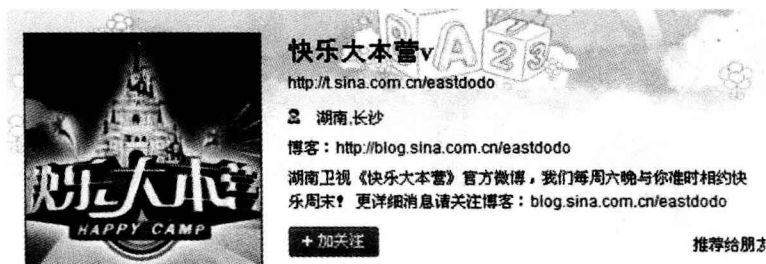 快乐大本营v
http://t.sina.com.cn/eastdodo
湖南,长沙
博客：http://blog.sina.com.cn/eastdodo
湖南卫视《快乐大本营》官方微博，我们每周六晚与你准时相约快
乐周末！ 更详细消息请关注博客：blog.sina.com.cn/eastdodo
+加关注
推荐给朋友
快乐大本营
HAPPY CAMP
A
23